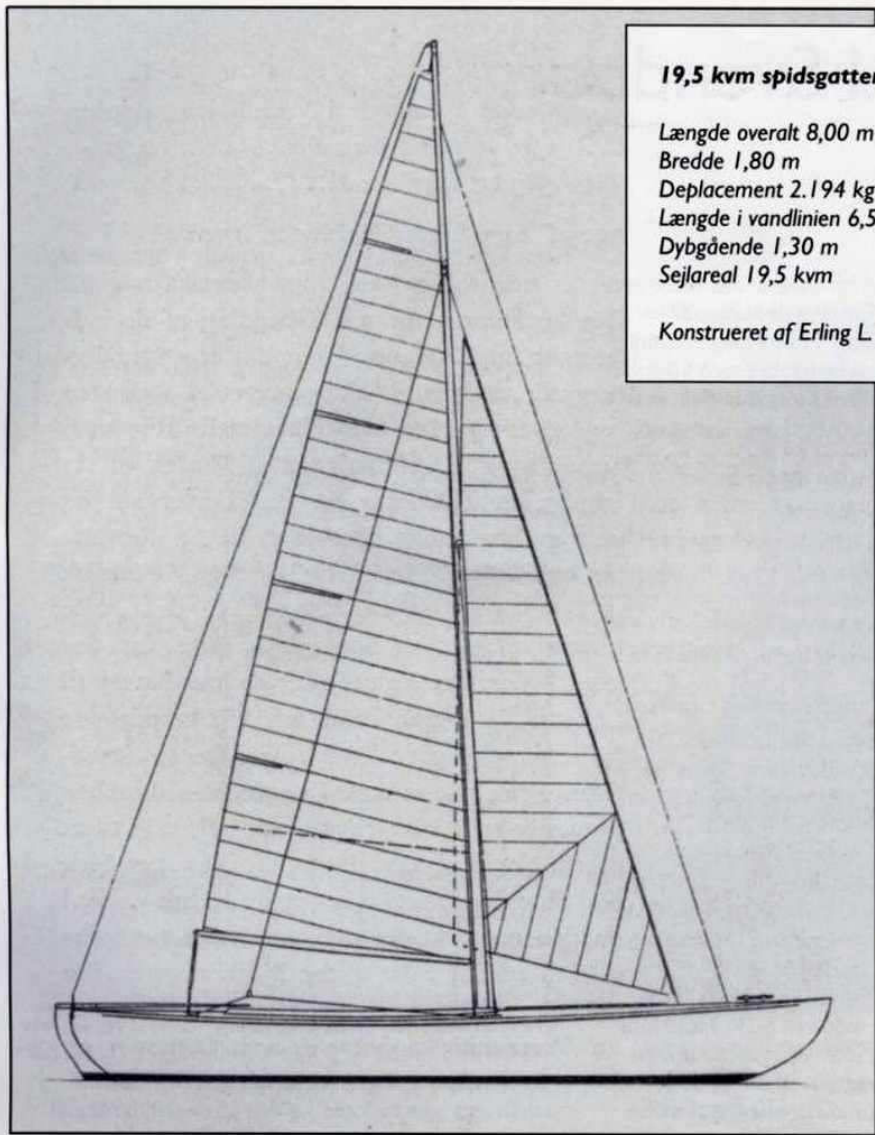 19,5 kvm spidsgatter
Længde overalt 8,00 m
Bredde 1,80 m
Deplacement 2.194 kg
Længde i vandlinien 6,5
Dybgående 1,30 m
Sejlareal 19,5 kvm
Konstrueret af Erling L.